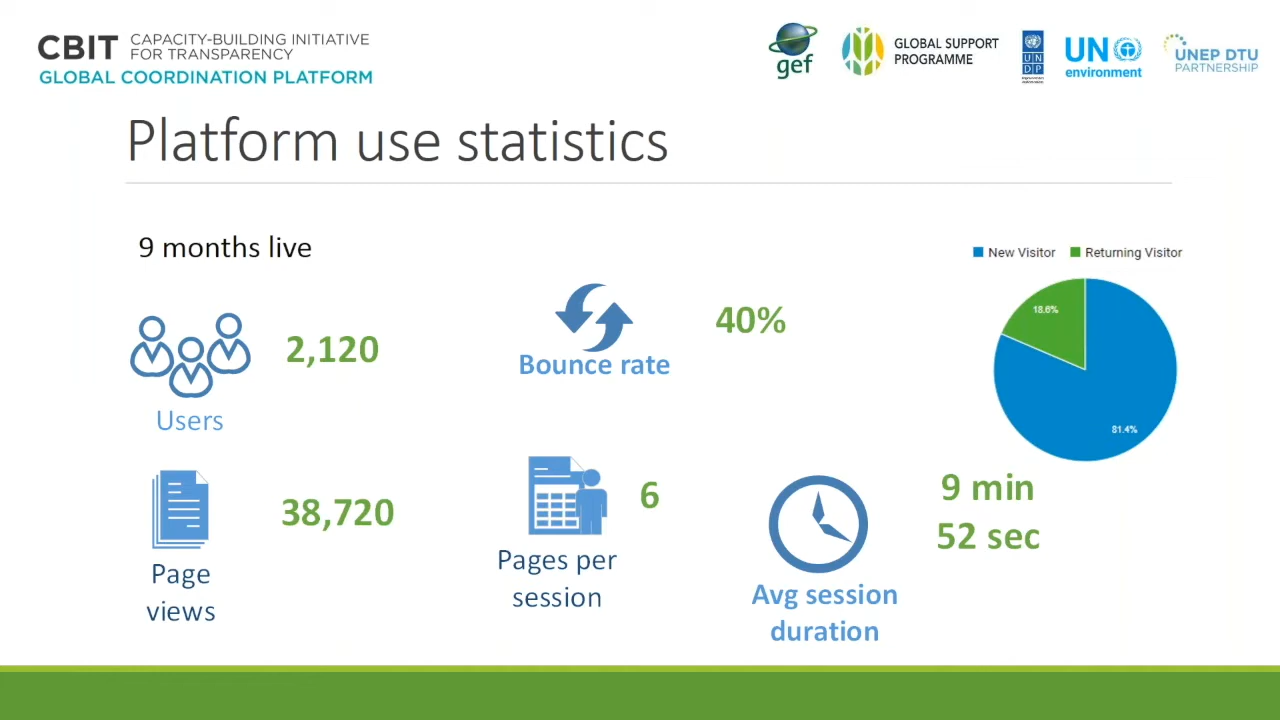 CBIT CAPACITY-BUILDING INITIATIVE
FOR TRANSPARENCY
GLOBAL COORDINATION PLATFORM
gef
GLOBAL SUPPORT
PROGRAMME
U N
D P
UN
environment
UNEP DTU
PARTNERSHIP
Platform use statistics
9 months live
New Visitor
Returning Visitor
18.6%
81.4%
2,120
Users
40%
Bounce rate
38,720
Page
views
6
Pages per
session
9 min
52 sec
Avg session
duration